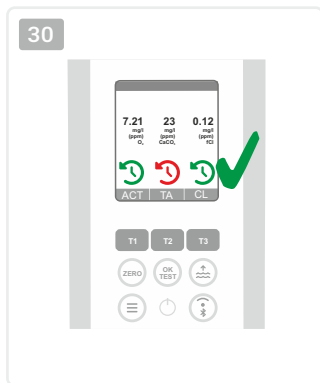 30
7.21 23 0.12
mg/l mg/l mg/l
(ppm) (ppm) (ppm)
O₂ CaCO₃ fCl
ACT TA CL
T1 T2 T3
ZERO OK TEST